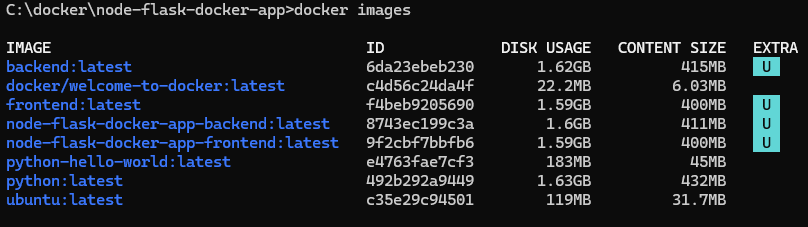 C:\docker\node-flask-docker-app>docker images
IMAGE ID DISK USAGE CONTENT SIZE EXTRA
backend:latest 6da23ebeb230 1.62GB 415MB U
docker/welcome-to-docker:latest c4d56c24da4f 22.2MB 6.03MB
frontend:latest f4beb9205690 1.59GB 400MB U
node-flask-docker-app-backend:latest 8743ec199c3a 1.6GB 411MB U
node-flask-docker-app-frontend:latest 9f2cbf7bbfb6 1.59GB 400MB U
python-hello-world:latest e4763fae7cf3 183MB 45MB
python:latest 492b292a9449 1.63GB 432MB
ubuntu:latest c35e29c94501 119MB 31.7MB